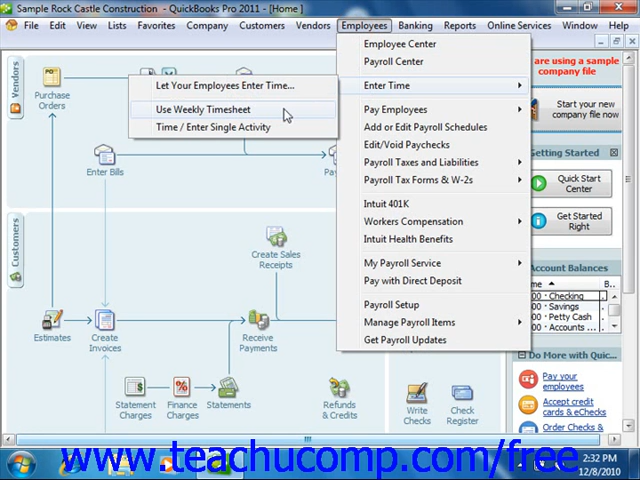 Sample Rock Castle Construction - QuickBooks Pro 2011 - [Home ]
File Edit View Lists Favorites Company Customers Vendors Employees Banking Reports Online Services Window Help
Vendors
Purchase
Orders
Enter Bills
Let Your Employees Enter Time...
Use Weekly Timesheet
Time / Enter Single Activity
Employee Center
Payroll Center
Enter Time
Pay Employees
Add or Edit Payroll Schedules
Edit/Void Paychecks
Payroll Taxes and Liabilities
Payroll Tax Forms & W-2s
Intuit 401K
Workers Compensation
Intuit Health Benefits
My Payroll Service
Pay with Direct Deposit
Payroll Setup
Manage Payroll Items
Get Payroll Updates
Customers
Create Sales
Receipts
Estimates
Create
Invoices
Receive
Payments
Statement
Charges
Finance
Charges
Statements
Refunds
& Credits
Write
Checks
Check
Register
are using a sample
company file
Start your
new company
company file now
Getting Started
Quick Start
Center
Get Started
Right
Account Balances
me
B..
00 · Checking
00 · Savings
00 · Petty Cash
00 · Accounts ...
Do More with Quic...
Pay your
employees
Accept credit
cards & eChecks
Order Checks &
www.teachucomp.com/free
2:32 PM
12/8/2010